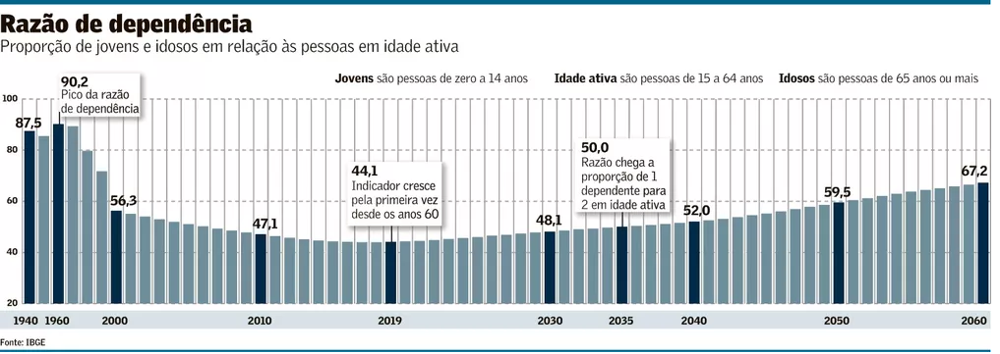 Razão de dependência
Proporção de jovens e idosos em relação às pessoas em idade ativa
Jovens são pessoas de zero a 14 anos
Idade ativa são pessoas de 15 a 64 anos
Idosos são pessoas de 65 anos ou mais
90,2
Pico da razão
de dependência
100
87,5
80
60
40
20
56,3
47,1
44,1
Indicador cresce
pela primeira vez
desde os anos 60
48,1
50,0
Razão chega a
proporção de 1
dependente para
2 em idade ativa
52,0
59,5
67,2
1940 1960 2000 2010 2019 2030 2035 2040 2050 2060
Fonte: IBGE